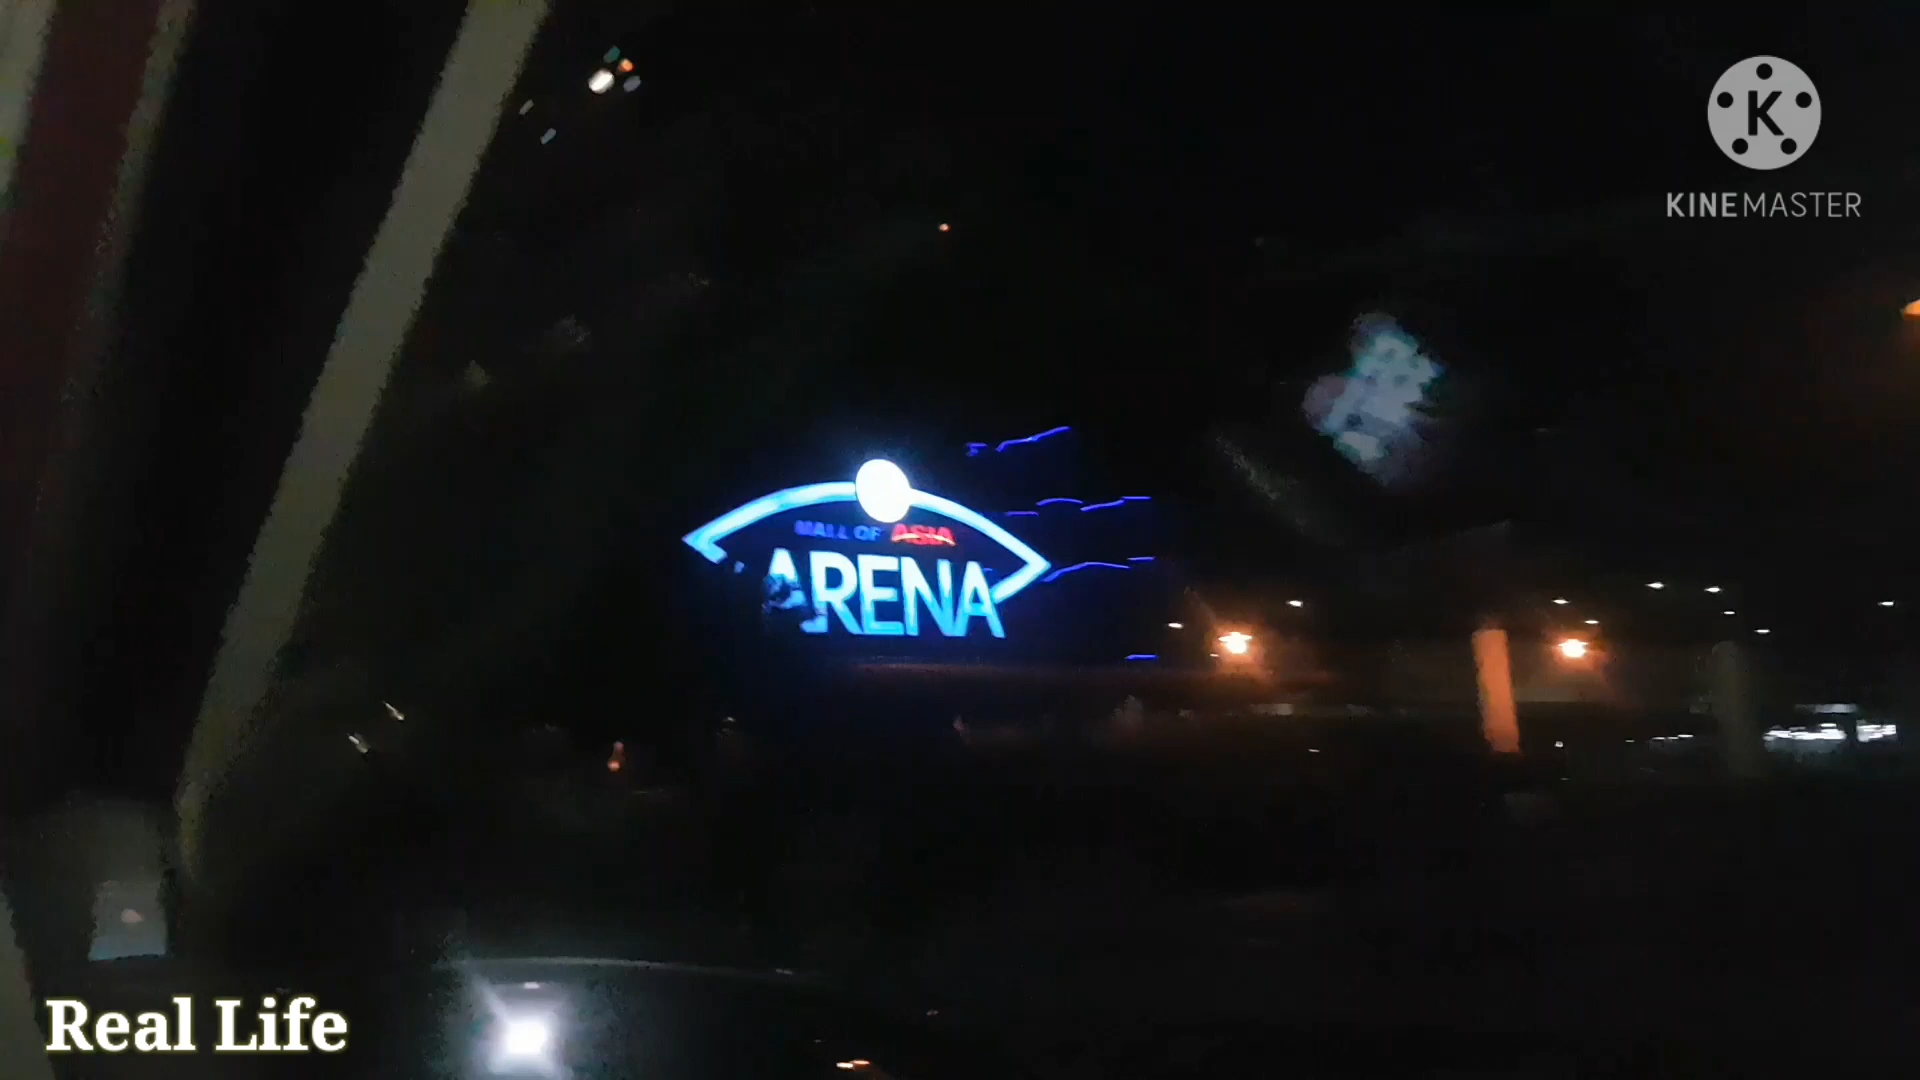 K
KINEMASTER
MALL OF ASIA
ARENA
Real Life